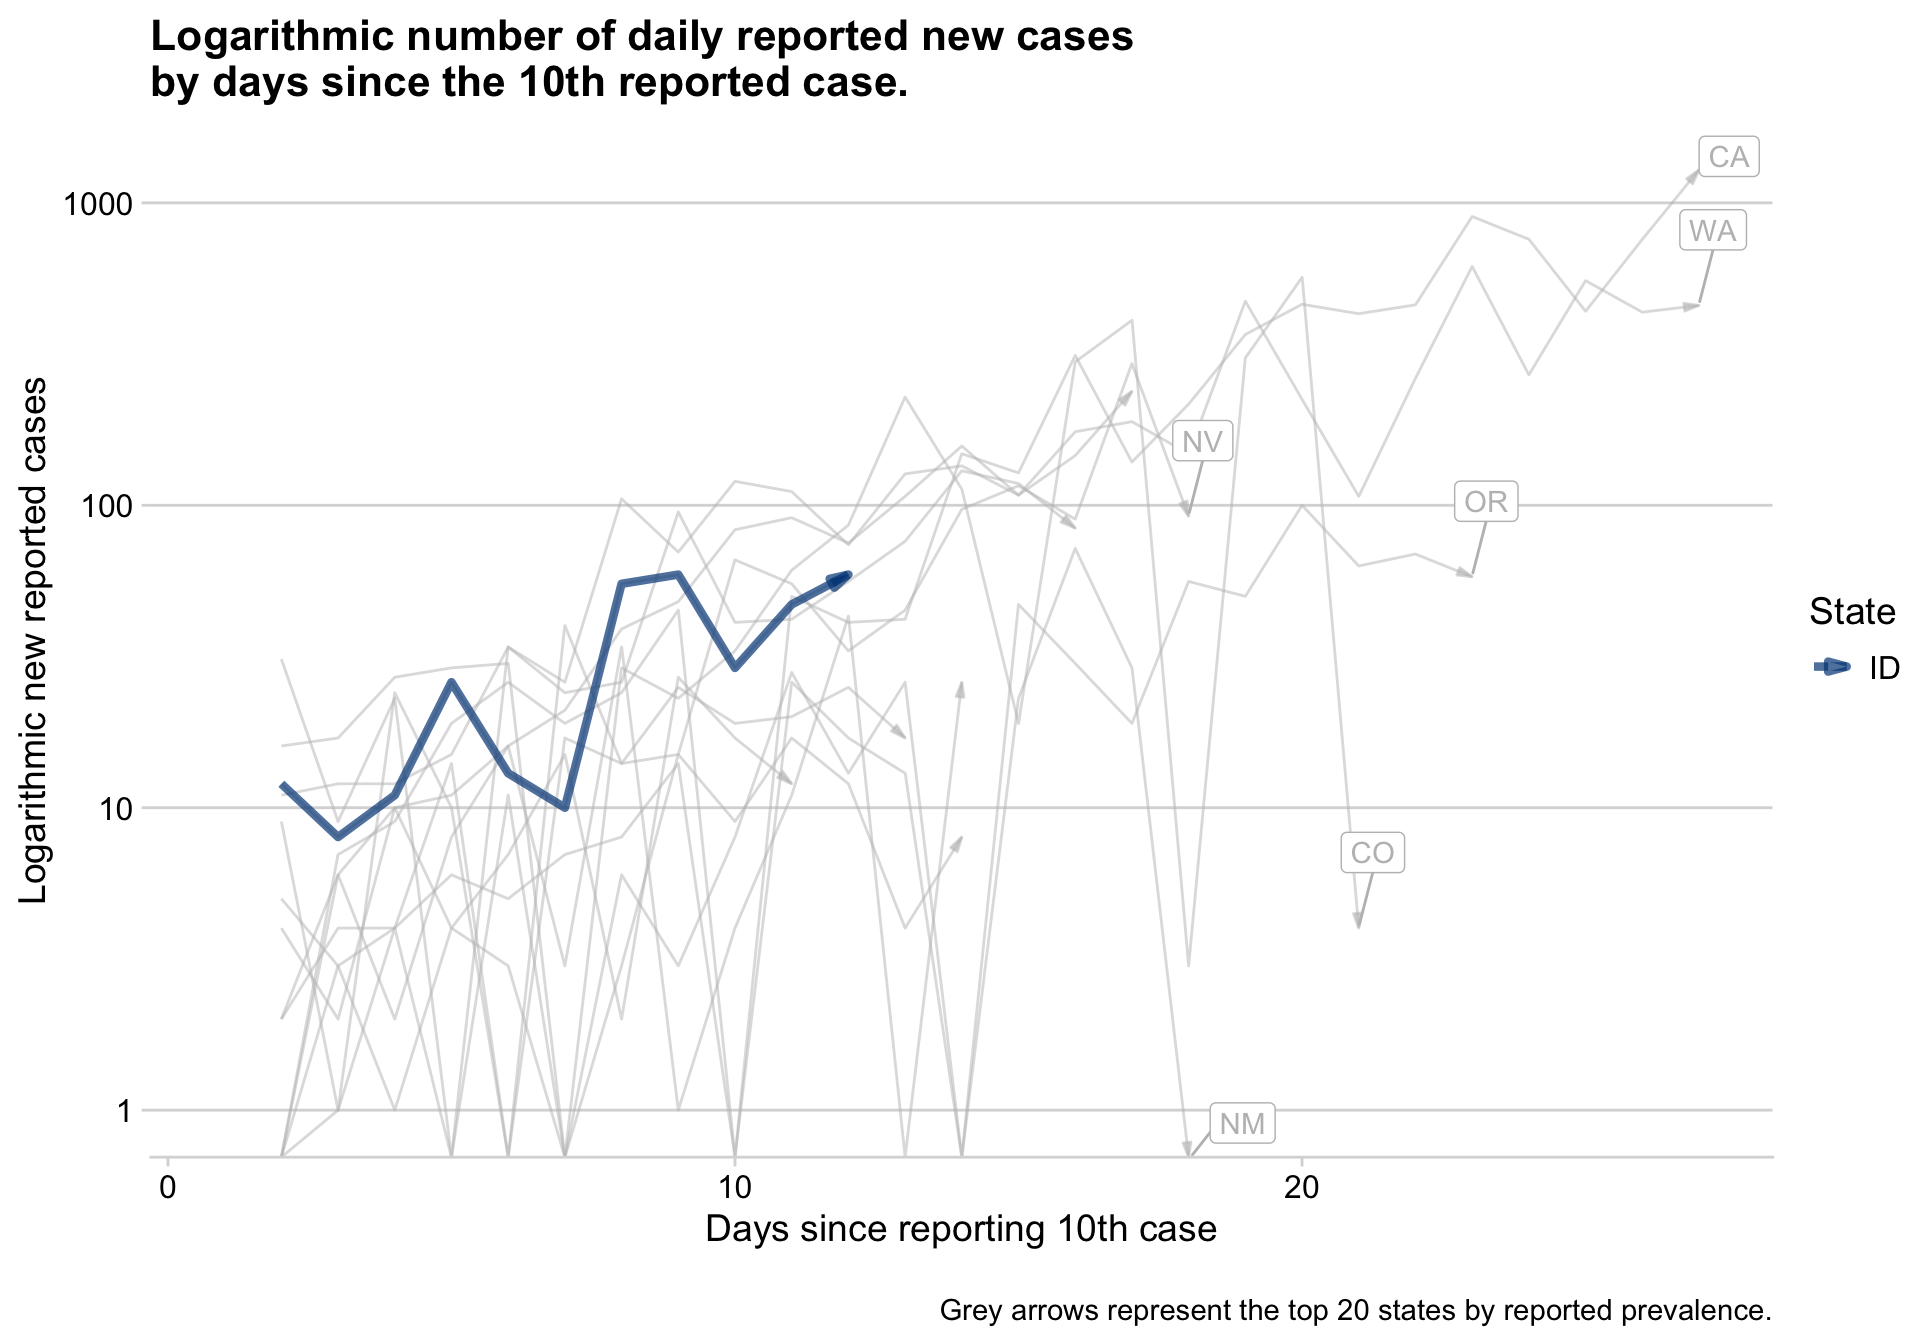 Logarithmic number of daily reported new cases
by days since the 10th reported case.
CA
1000
WA
NV
OR
100
Logarithmic new reported cases
State
ID
10
CO
1
NM
0
10
20
Days since reporting 10th case
Grey arrows represent the top 20 states by reported prevalence.